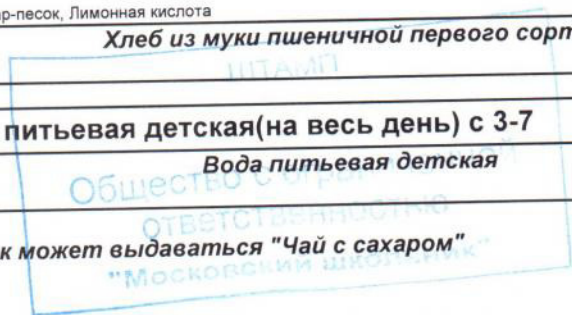 р-песок, Лимонная кислота
Хлеб из муки пшеничной первого сорт
ШТАМП
питьевая детская(на весь день) с 3-7
Вода питьевая детская
Общество с ограниченной
ответственностью
к может выдаваться "Чай с сахаром"
"Московский школьник"